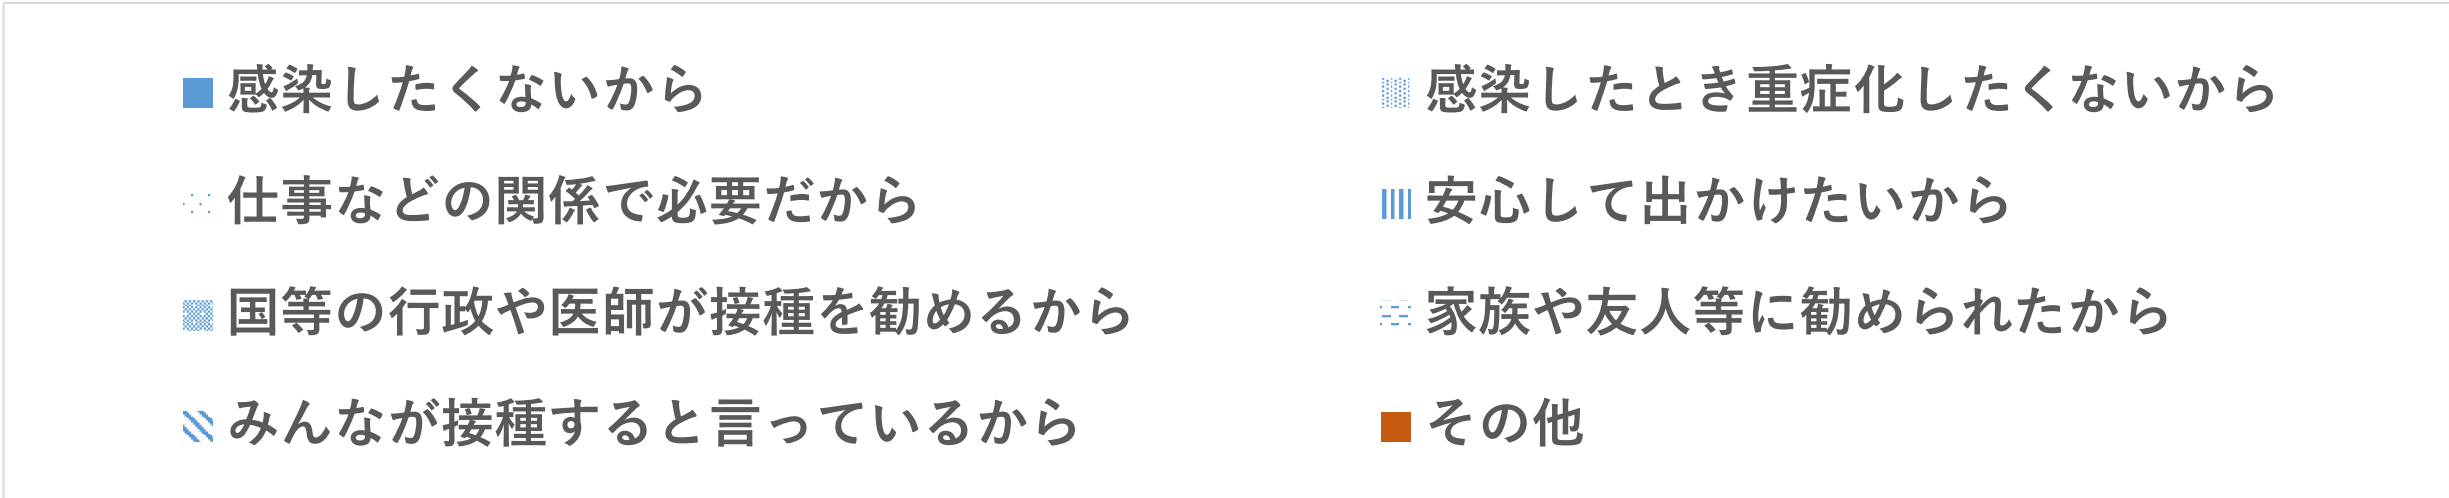 感染したくないから
感染したとき重症化したくないから
仕事などの関係で必要だから
安心して出かけたいから
国等の行政や医師が接種を勧めるから
家族や友人等に勧められたから
みんなが接種すると言っているから
その他